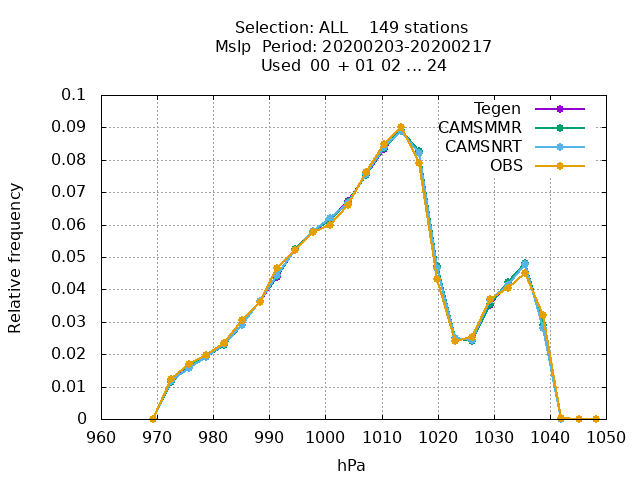 Selection: ALL    149 stations
Mslp  Period: 20200203-20200217
Used  00 + 01 02 ... 24
0.1
0.09
0.08
0.07
0.06
0.05
0.04
0.03
0.02
0.01
0
Relative frequency
Tegen
CAMSMMR
CAMSNRT
OBS
960 970 980 990 1000 1010 1020 1030 1040 1050
hPa